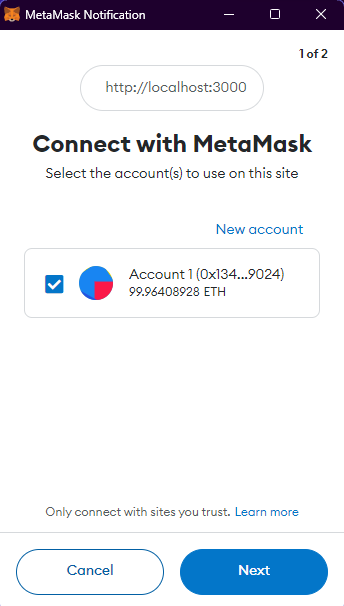 MetaMask Notification
1 of 2
http://localhost:3000
Connect with MetaMask
Select the account(s) to use on this site
New account
Account 1 (0x134...9024)
99.96408928 ETH
Only connect with sites you trust. Learn more
Cancel Next